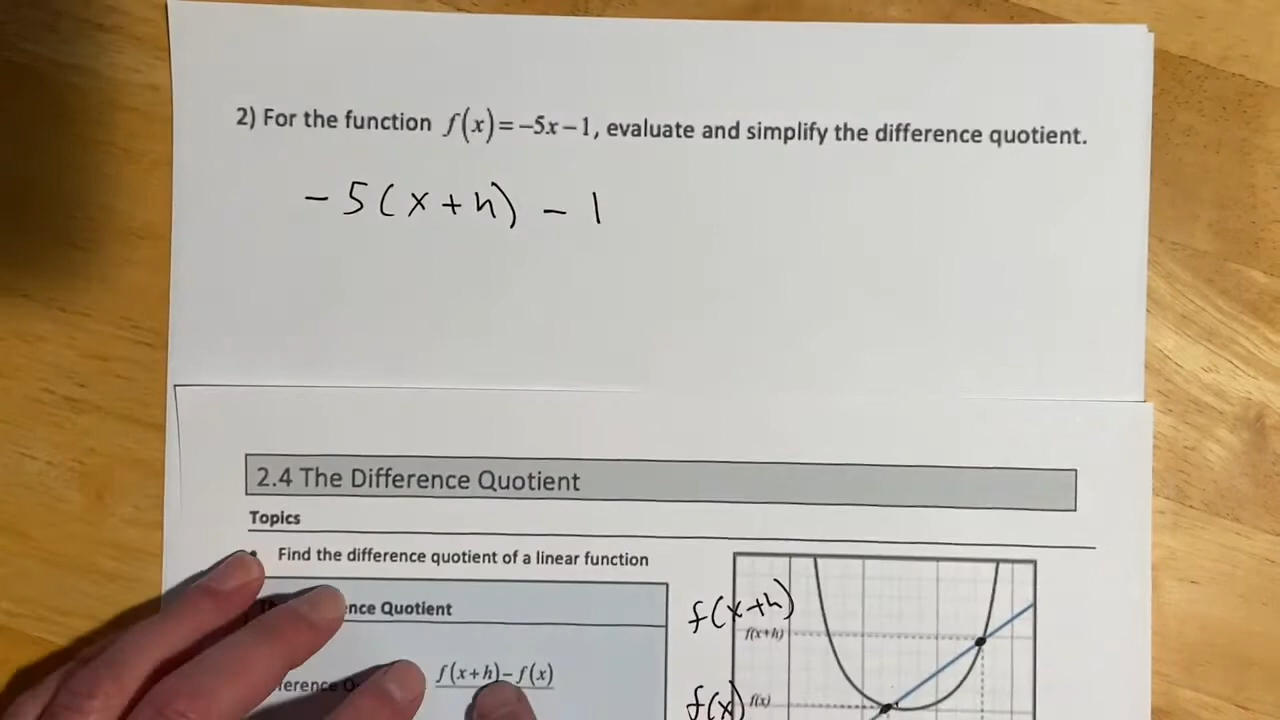 2) For the function f(x)=-5x-1, evaluate and simplify the difference quotient.
-5(x+h) - 1
2.4 The Difference Quotient
Topics
Find the difference quotient of a linear function
Quotient
f(x+h)-f(x)
f(x+h)
f(x+h)
f(x)
f(x)